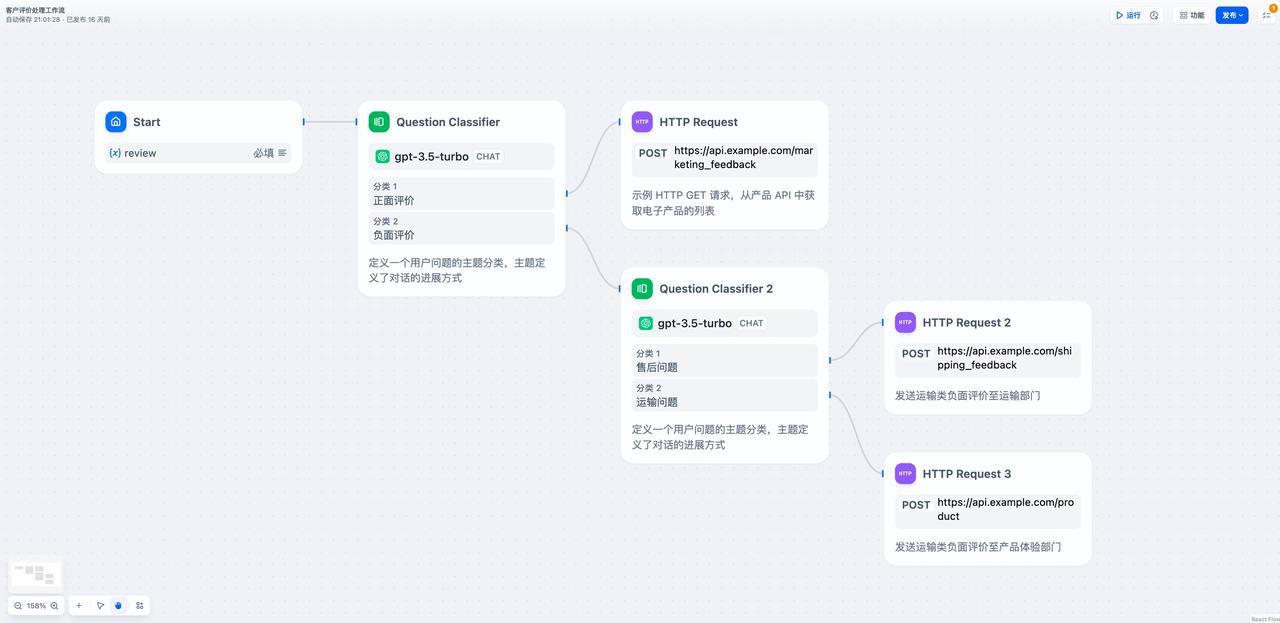 客户评价处理工作流
自动保存 21:01:28 · 已发布 16 天前
运行
功能
发布
1
Start
{x} review 必填
Question Classifier
gpt-3.5-turbo CHAT
分类 1
正面评价
分类 2
负面评价
定义一个用户问题的主题分类，主题定
义了对话的进展方式
HTTP
HTTP Request
POST https://api.example.com/mar
keting_feedback
示例 HTTP GET 请求，从产品 API 中获
取电子产品的列表
Question Classifier 2
gpt-3.5-turbo CHAT
分类 1
售后问题
分类 2
运输问题
定义一个用户问题的主题分类，主题定
义了对话的进展方式
HTTP
HTTP Request 2
POST https://api.example.com/shi
pping_feedback
发送运输类负面评价至运输部门
HTTP
HTTP Request 3
POST https://api.example.com/pro
duct
发送运输类负面评价至产品体验部门
158%
React Flow